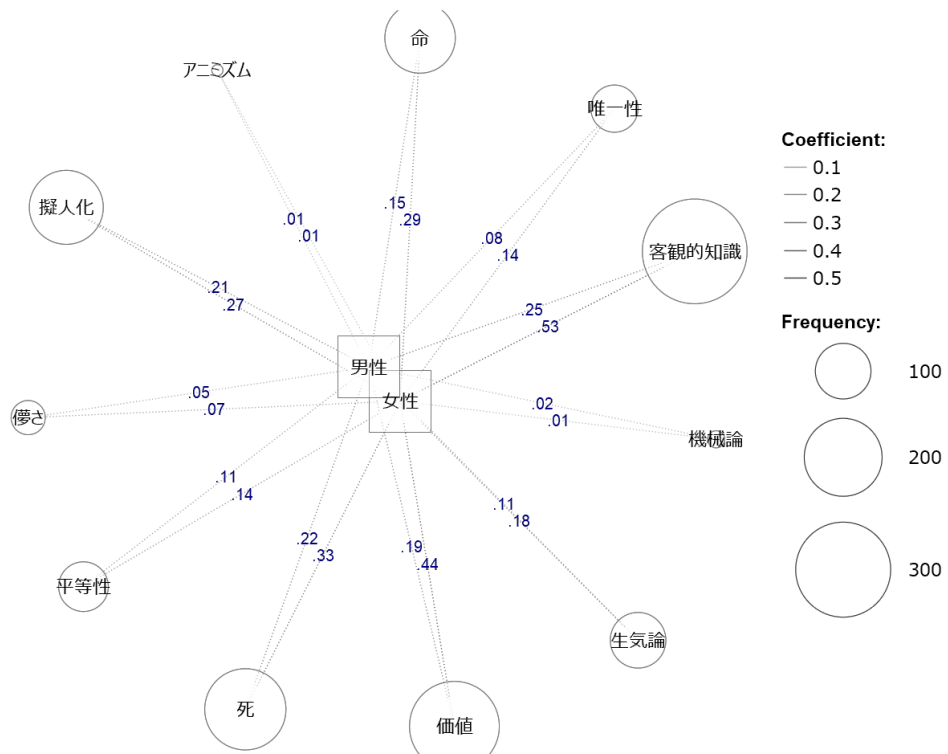 命
アニミズム
唯一性
擬人化
客観的知識
.15
.29
.01
.01
.08
.14
.21
.27
.25
.53
男性
女性
.05
.07
儚さ
.02
.01
機械論
.11
.14
.11
.18
.22
.33
.19
.44
平等性
生気論
死
価値
Coefficient:
0.1
0.2
0.3
0.4
0.5
Frequency:
100
200
300